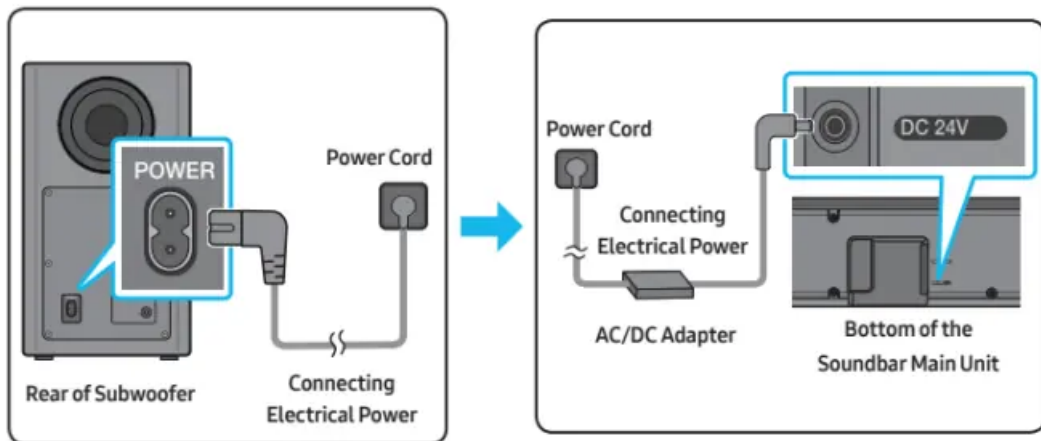 POWER
Power Cord
Rear of Subwoofer
Connecting
Electrical Power
Power Cord
Connecting
Electrical Power
AC/DC Adapter
DC 24V
Bottom of the
Soundbar Main Unit